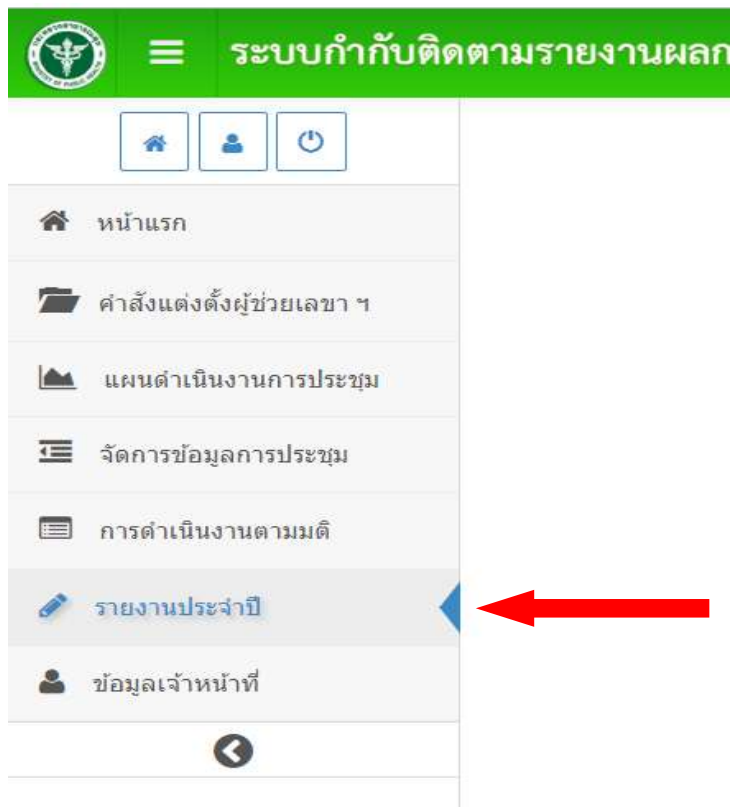 ระบบกำกับติดตามรายงานผลก
หน้าแรก
คำสั่งแต่งตั้งผู้ช่วยเลขา ฯ
แผนดำเนินงานการประชุม
จัดการข้อมูลการประชุม
การดำเนินงานตามมติ
รายงานประจำปี
ข้อมูลเจ้าหน้าที่